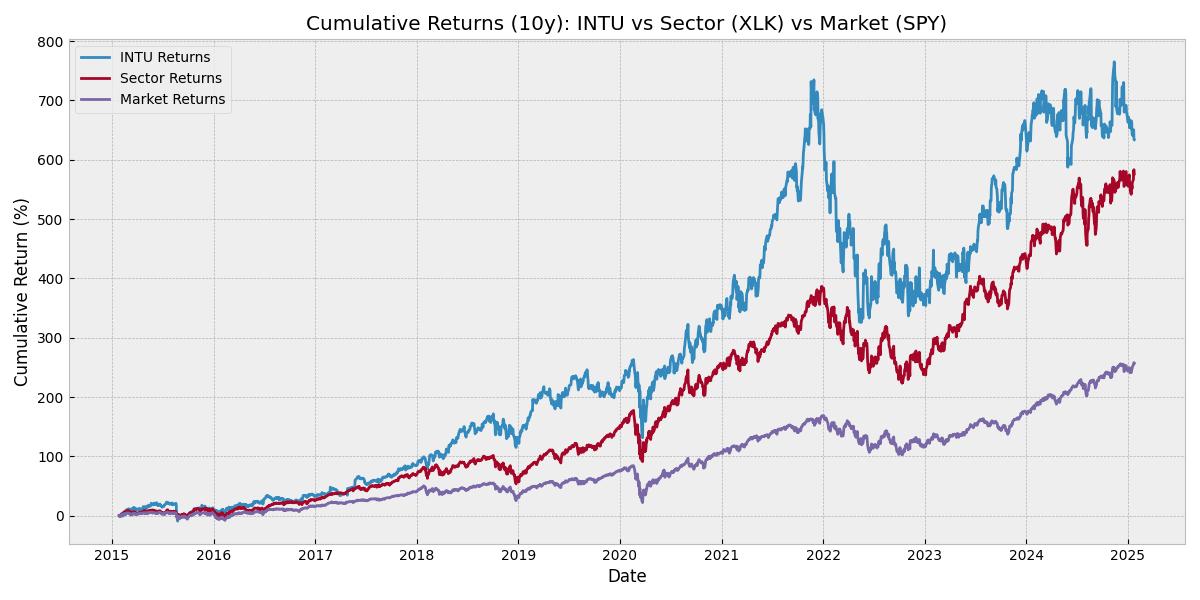 Cumulative Returns (10y): INTU vs Sector (XLK) vs Market (SPY)
INTU Returns
Sector Returns
Market Returns
Cumulative Return (%)
800
700
600
500
400
300
200
100
0
2015 2016 2017 2018 2019 2020 2021 2022 2023 2024 2025
Date